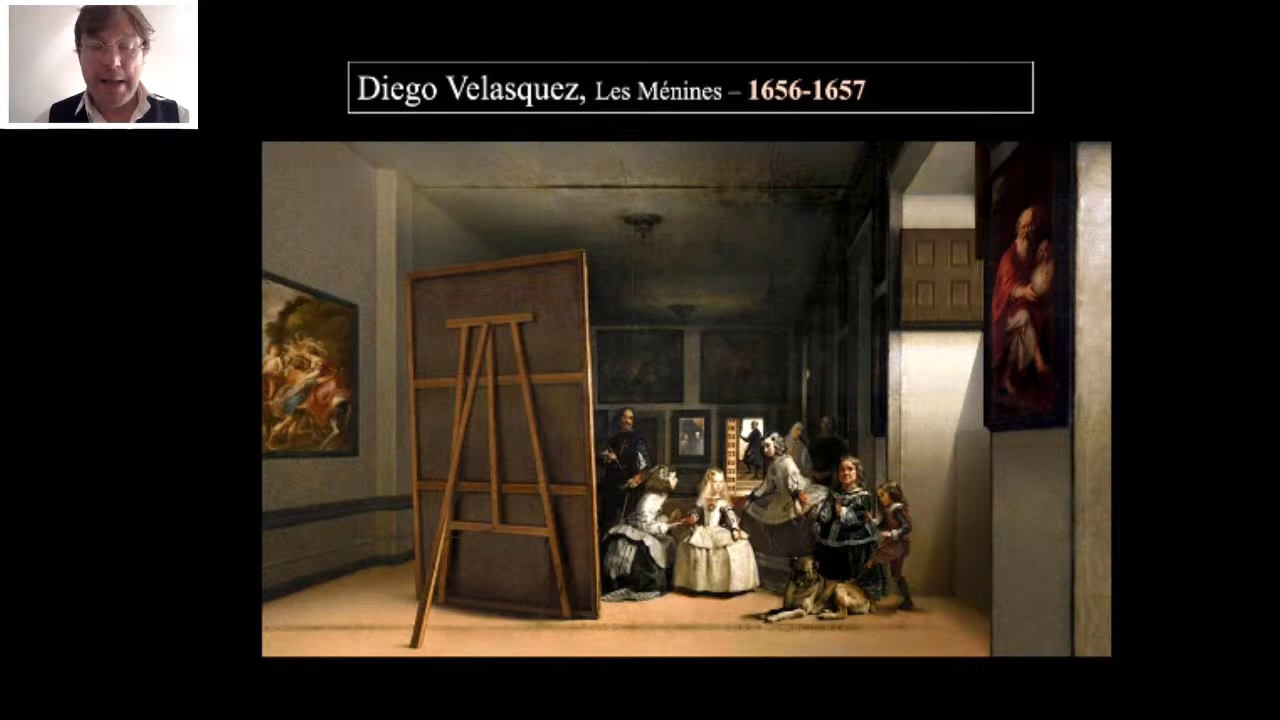 Diego Velasquez, Les Ménines – 1656-1657